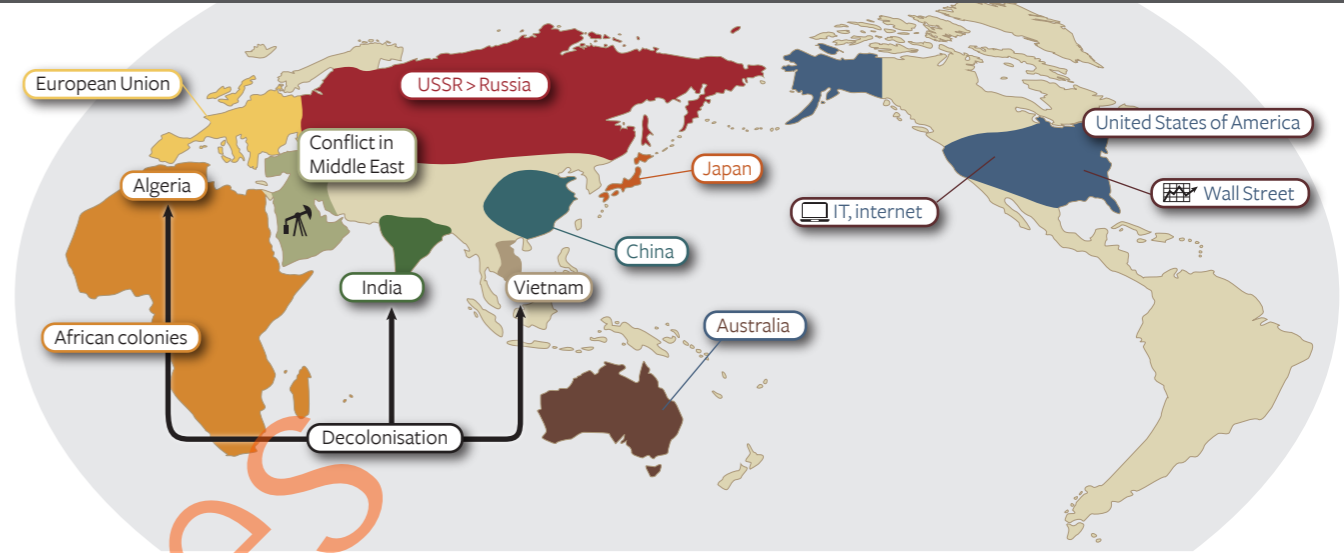 European Union
USSR > Russia
Conflict in
Middle East
United States of America
Algeria
Japan
Wall Street
IT, internet
China
India
Vietnam
Australia
African colonies
Decolonisation
es